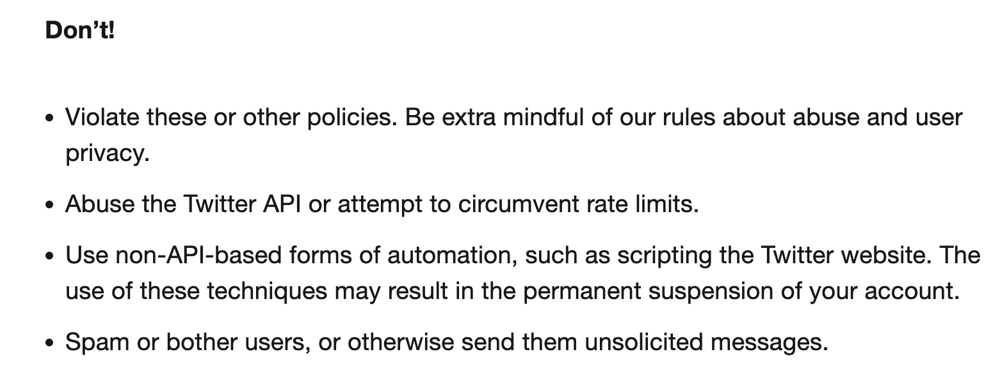 Don’t!
• Violate these or other policies. Be extra mindful of our rules about abuse and user
privacy.
• Abuse the Twitter API or attempt to circumvent rate limits.
• Use non-API-based forms of automation, such as scripting the Twitter website. The
use of these techniques may result in the permanent suspension of your account.
• Spam or bother users, or otherwise send them unsolicited messages.